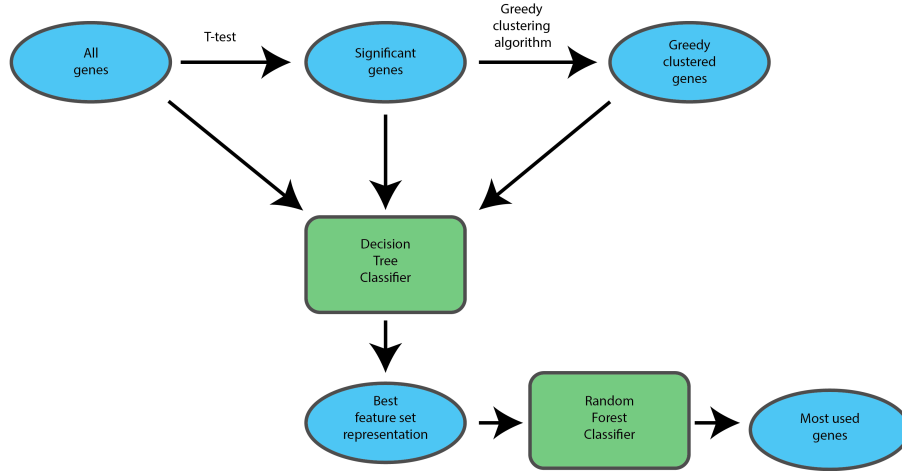 All
genes
T-test
Significant
genes
Greedy
clustering
algorithm
Greedy
clustered
genes
Decision
Tree
Classifier
Best
feature set
representation
Random
Forest
Classifier
Most used
genes